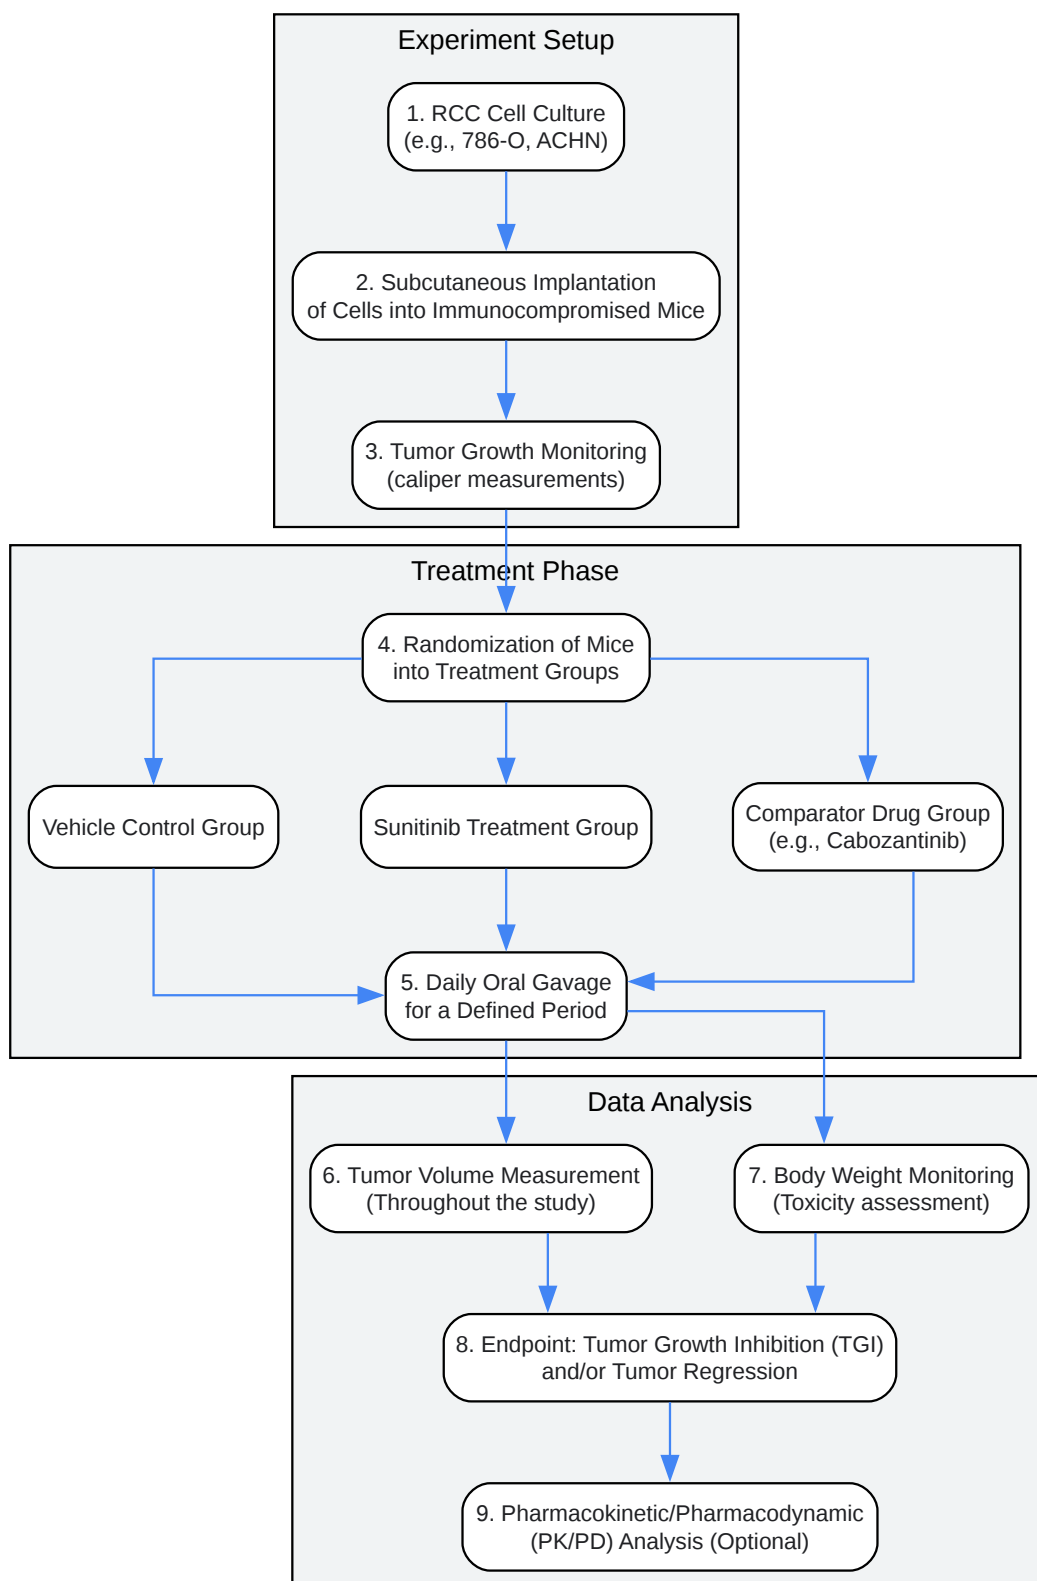 Experiment Setup
1. RCC Cell Culture
(e.g., 786-O, ACHN)
2. Subcutaneous Implantation
of Cells into Immunocompromised Mice
3. Tumor Growth Monitoring
(caliper measurements)
Treatment Phase
4. Randomization of Mice
into Treatment Groups
Vehicle Control Group
Sunitinib Treatment Group
Comparator Drug Group
(e.g., Cabozantinib)
5. Daily Oral Gavage
for a Defined Period
Data Analysis
6. Tumor Volume Measurement
(Throughout the study)
7. Body Weight Monitoring
(Toxicity assessment)
8. Endpoint: Tumor Growth Inhibition (TGI)
and/or Tumor Regression
9. Pharmacokinetic/Pharmacodynamic
(PK/PD) Analysis (Optional)